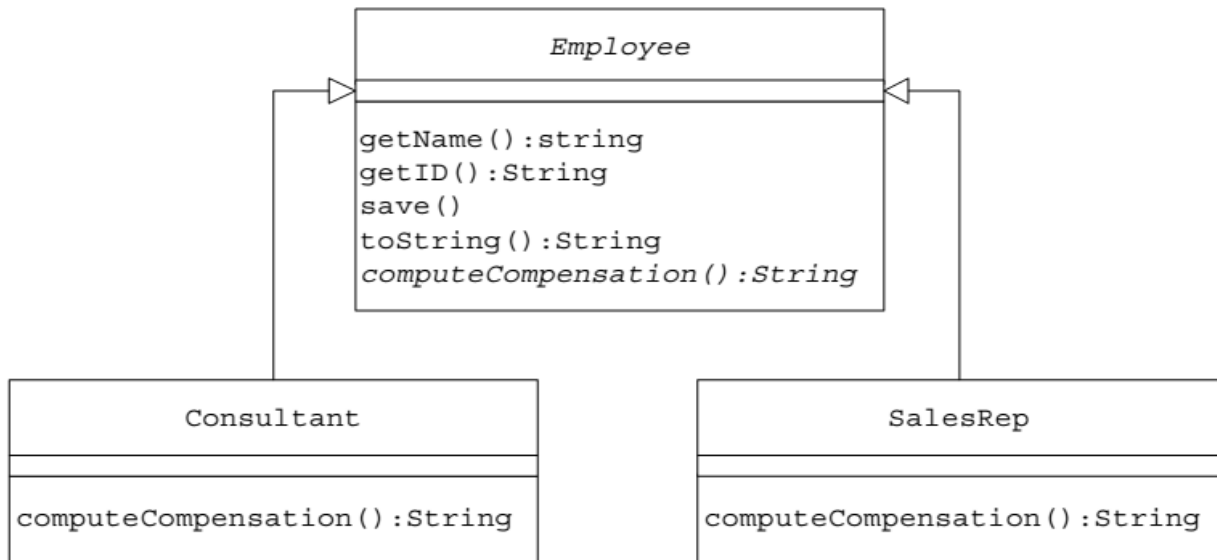 Employee
getName():string
getID():String
save()
toString():String
computeCompensation():String
Consultant
computeCompensation():String
SalesRep
computeCompensation():String